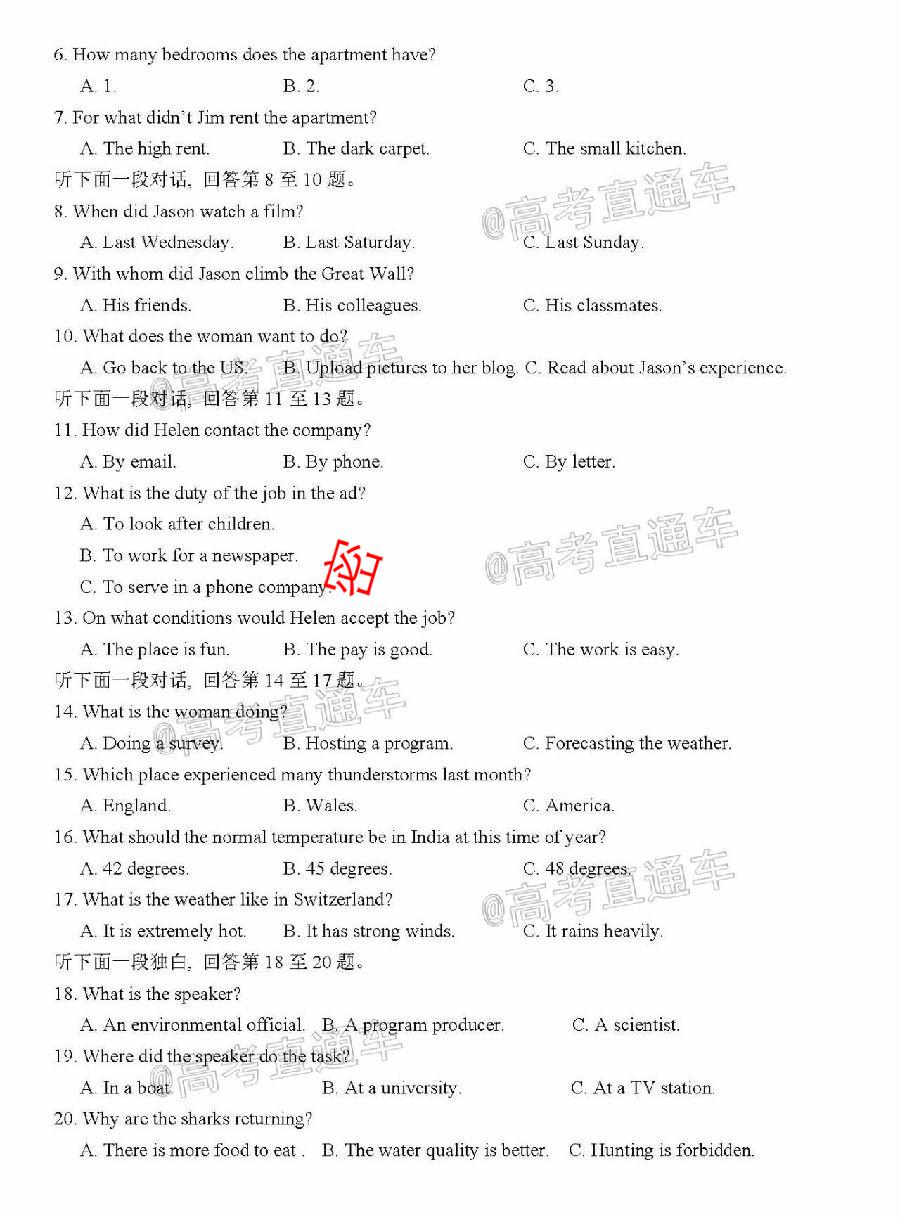 6. How many bedrooms does the apartment have?
A. 1. B. 2. C. 3.
7. For what didn't Jim rent the apartment?
A. The high rent. B. The dark carpet. C. The small kitchen.
听下面一段对话, 回答第 8 至 10 题。
@高考直通车
8. When did Jason watch a film?
A. Last Wednesday. B. Last Saturday. C. Last Sunday.
9. With whom did Jason climb the Great Wall?
A. His friends. B. His colleagues. C. His classmates.
10. What does the woman want to do?
@高考直通车
A. Go back to the US. B. Upload pictures to her blog. C. Read about Jason's experience.
听下面一段对话, 回答第 11 至 13 题。
11. How did Helen contact the company?
A. By email. B. By phone. C. By letter.
12. What is the duty of the job in the ad?
A. To look after children.
@高考直通车
B. To work for a newspaper.
密
C. To serve in a phone company.
13. On what conditions would Helen accept the job?
A. The place is fun. B. The pay is good. C. The work is easy.
听下面一段对话, 回答第 14 至 17 题。
14. What is the woman doing?
@高考直通车
A. Doing a survey. B. Hosting a program. C. Forecasting the weather.
15. Which place experienced many thunderstorms last month?
A. England. B. Wales. C. America.
16. What should the normal temperature be in India at this time of year?
A. 42 degrees. B. 45 degrees. C. 48 degrees.
@高考直通车
17. What is the weather like in Switzerland?
A. It is extremely hot. B. It has strong winds. C. It rains heavily.
听下面一段独白, 回答第 18 至 20 题。
18. What is the speaker?
A. An environmental official. B. A program producer. C. A scientist.
19. Where did the speaker do the task?
@高考直通车
A. In a boat. B. At a university. C. At a TV station.
20. Why are the sharks returning?
A. There is more food to eat . B. The water quality is better. C. Hunting is forbidden.